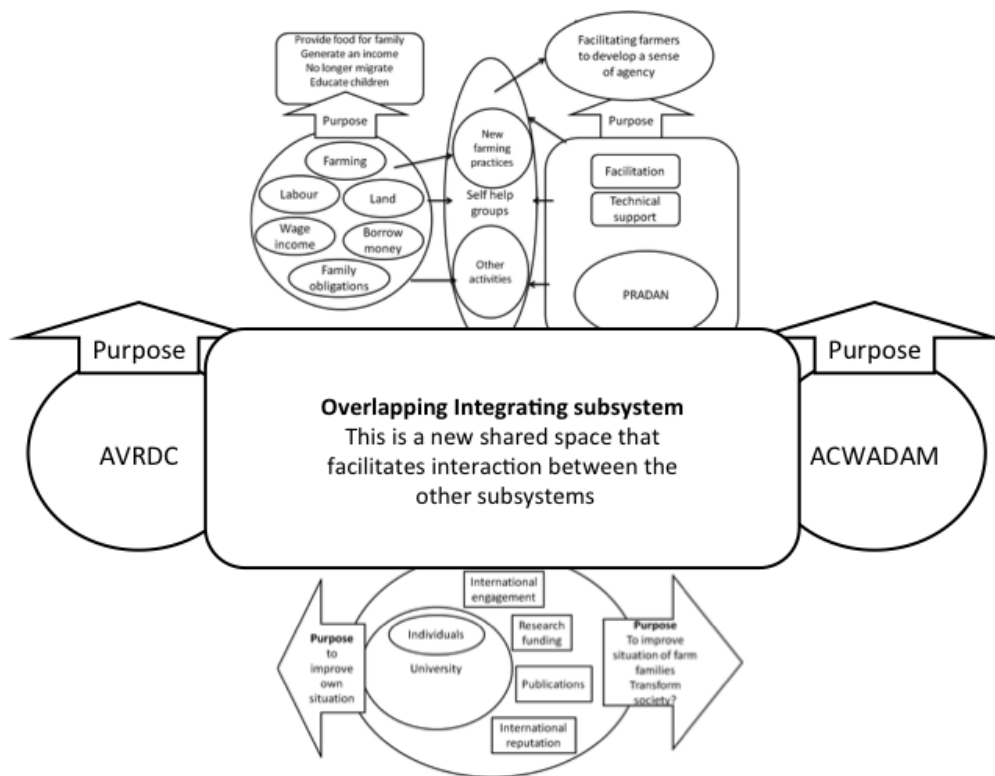 Provide food for family
Generate an income
No longer migrate
Educate children
Purpose
Farming
Labour
Land
Wage
income
Borrow
money
Family
obligations
New
farming
practices
Self help
groups
Other
activities
Facilitating farmers
to develop a sense
of agency
Purpose
Facilitation
Technical
support
PRADAN
Purpose
AVRDC
Overlapping Integrating subsystem
This is a new shared space that
facilitates interaction between the
other subsystems
Purpose
ACWADAM
Purpose
to
improve
own
situation
Individuals
University
International
engagement
Research
funding
Publications
International
reputation
Purpose
To improve
situation of farm
families
Transform
society?